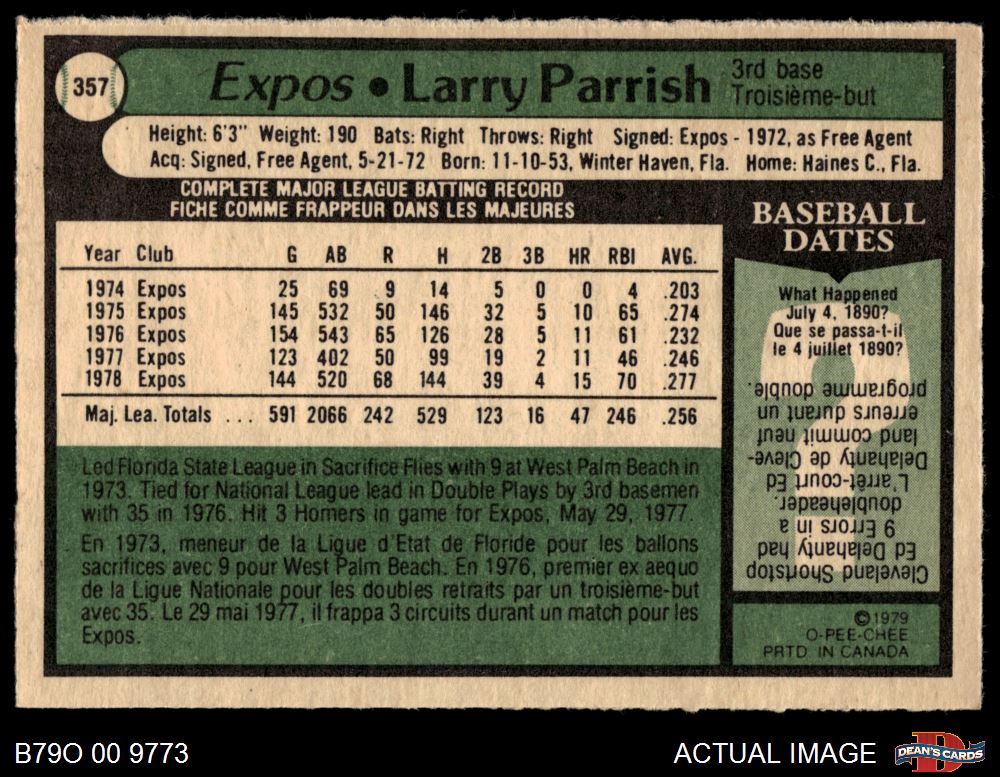 357
Expos • Larry Parrish
3rd base
Troisième-but
Height: 6'3" Weight: 190 Bats: Right Throws: Right Signed: Expos - 1972, as Free Agent
Acq: Signed, Free Agent, 5-21-72 Born: 11-10-53, Winter Haven, Fla. Home: Haines C., Fla.
COMPLETE MAJOR LEAGUE BATTING RECORD
FICHE COMME FRAPPEUR DANS LES MAJEURES
Year Club G AB R H 2B 3B HR RBI AVG.
1974 Expos 25 69 9 14 5 0 0 4 .203
1975 Expos 145 532 50 146 32 5 10 65 .274
1976 Expos 154 543 65 126 28 5 11 61 .232
1977 Expos 123 402 50 99 19 2 11 46 .246
1978 Expos 144 520 68 144 39 4 15 70 .277
Maj. Lea. Totals ... 591 2066 242 529 123 16 47 246 .256
Led Florida State League in Sacrifice Flies with 9 at West Palm Beach in
1973. Tied for National League lead in Double Plays by 3rd basemen
with 35 in 1976. Hit 3 Homers in game for Expos, May 29, 1977.
En 1973, meneur de la Ligue d'Etat de Floride pour les ballons
sacrifices avec 9 pour West Palm Beach. En 1976, premier ex aequo
de la Ligue Nationale pour les doubles retraits par un troisième-but
avec 35. Le 29 mai 1977, il frappa 3 circuits durant un match pour les
Expos.
BASEBALL
DATES
What Happened
July 4, 1890?
Que se passa-t-il
le 4 juillet 1890?
Cleveland Shortstop
Ed Delahanty had
9 Errors in a
doubleheader.
L'arrêt-court Ed
Delahanty de Cleve-
land commit neuf
erreurs durant un
programme double.
©1979
O-PEE-CHEE
PRTD. IN CANADA
B79O 00 9773
ACTUAL IMAGE
D
DEAN'S CARDS